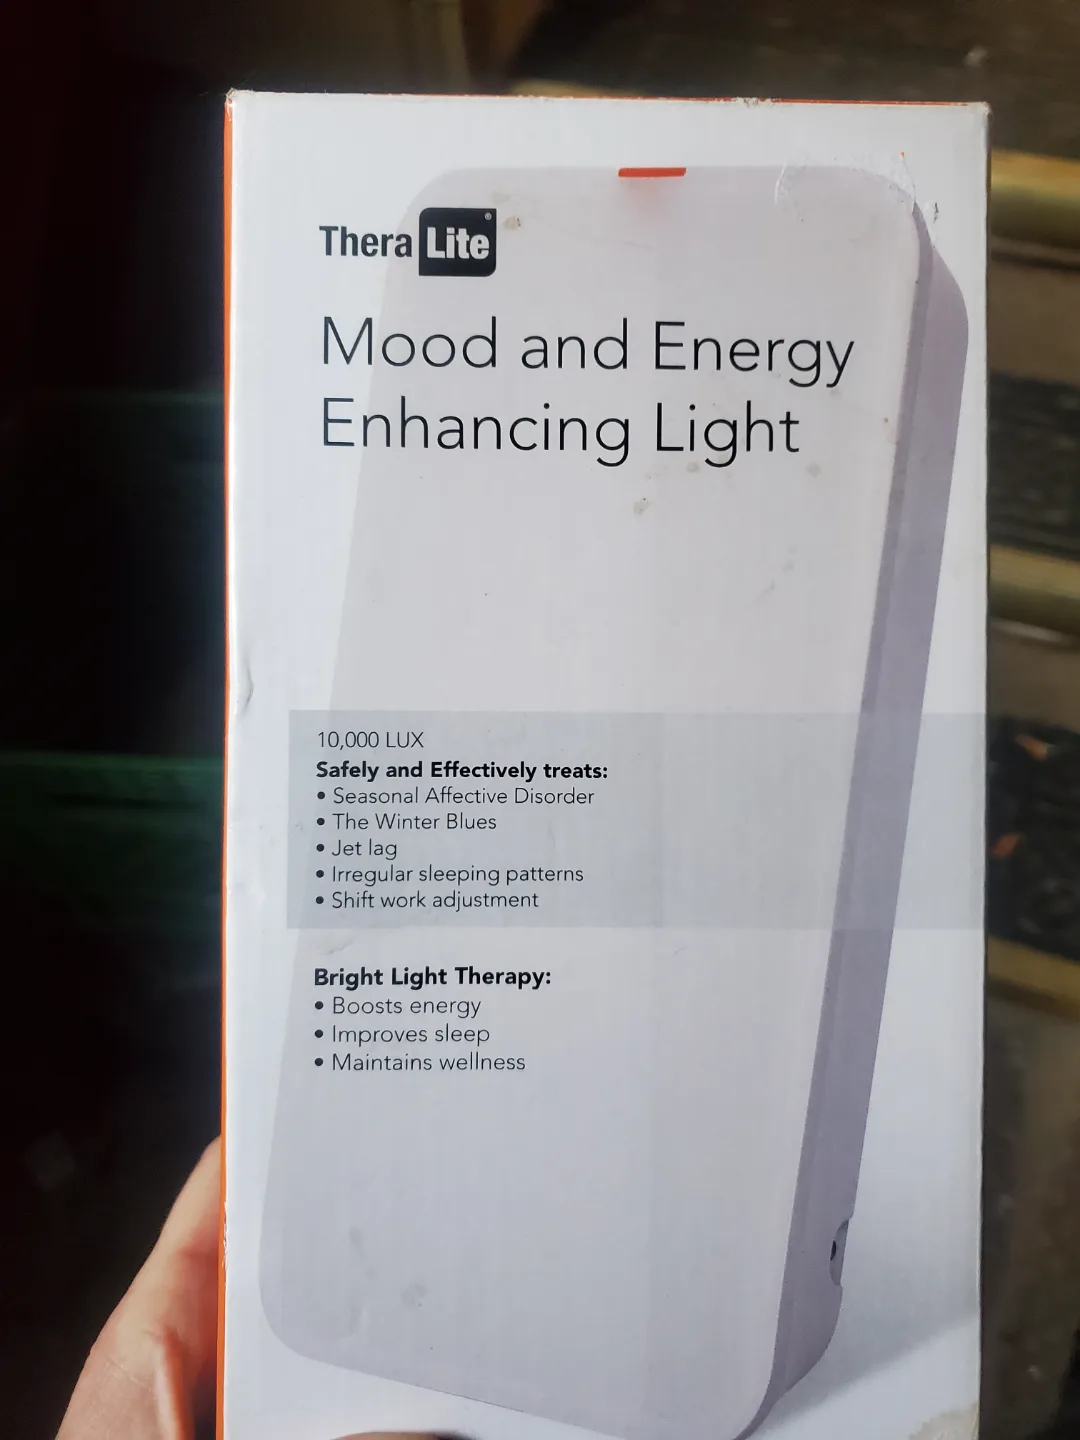 Thera Lite®
Mood and Energy
Enhancing Light
10,000 LUX
Safely and Effectively treats:
• Seasonal Affective Disorder
• The Winter Blues
• Jet lag
• Irregular sleeping patterns
• Shift work adjustment
Bright Light Therapy:
• Boosts energy
• Improves sleep
• Maintains wellness